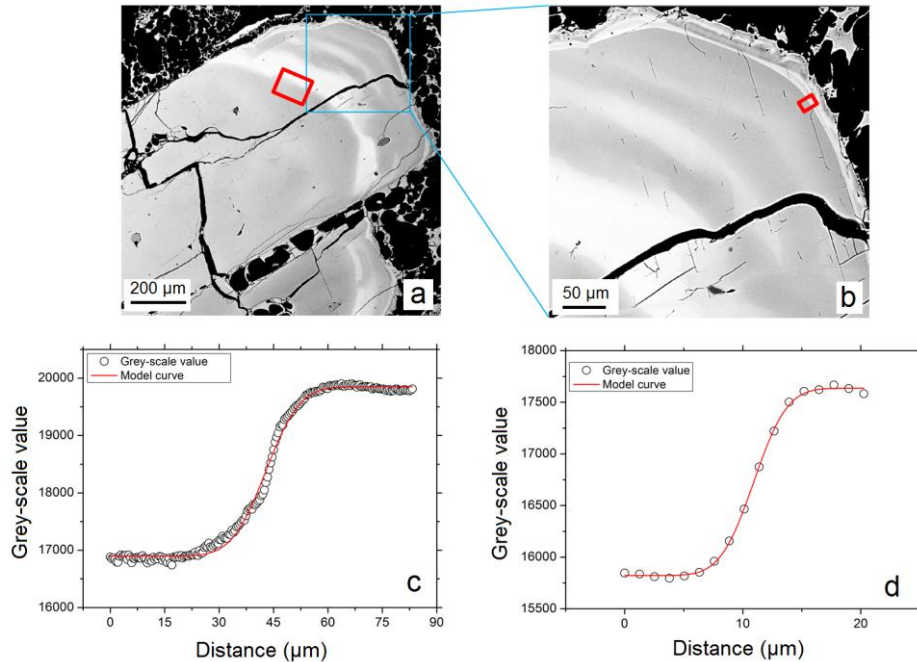 200 µm
a
50 µm
b
Grey-scale value
Model curve
20000
19000
18000
17000
16000
Grey-scale value
0
15
30
45
60
75
90
Distance (µm)
c
Grey-scale value
Model curve
18000
17500
17000
16500
16000
15500
Grey-scale value
0
10
20
Distance (µm)
d